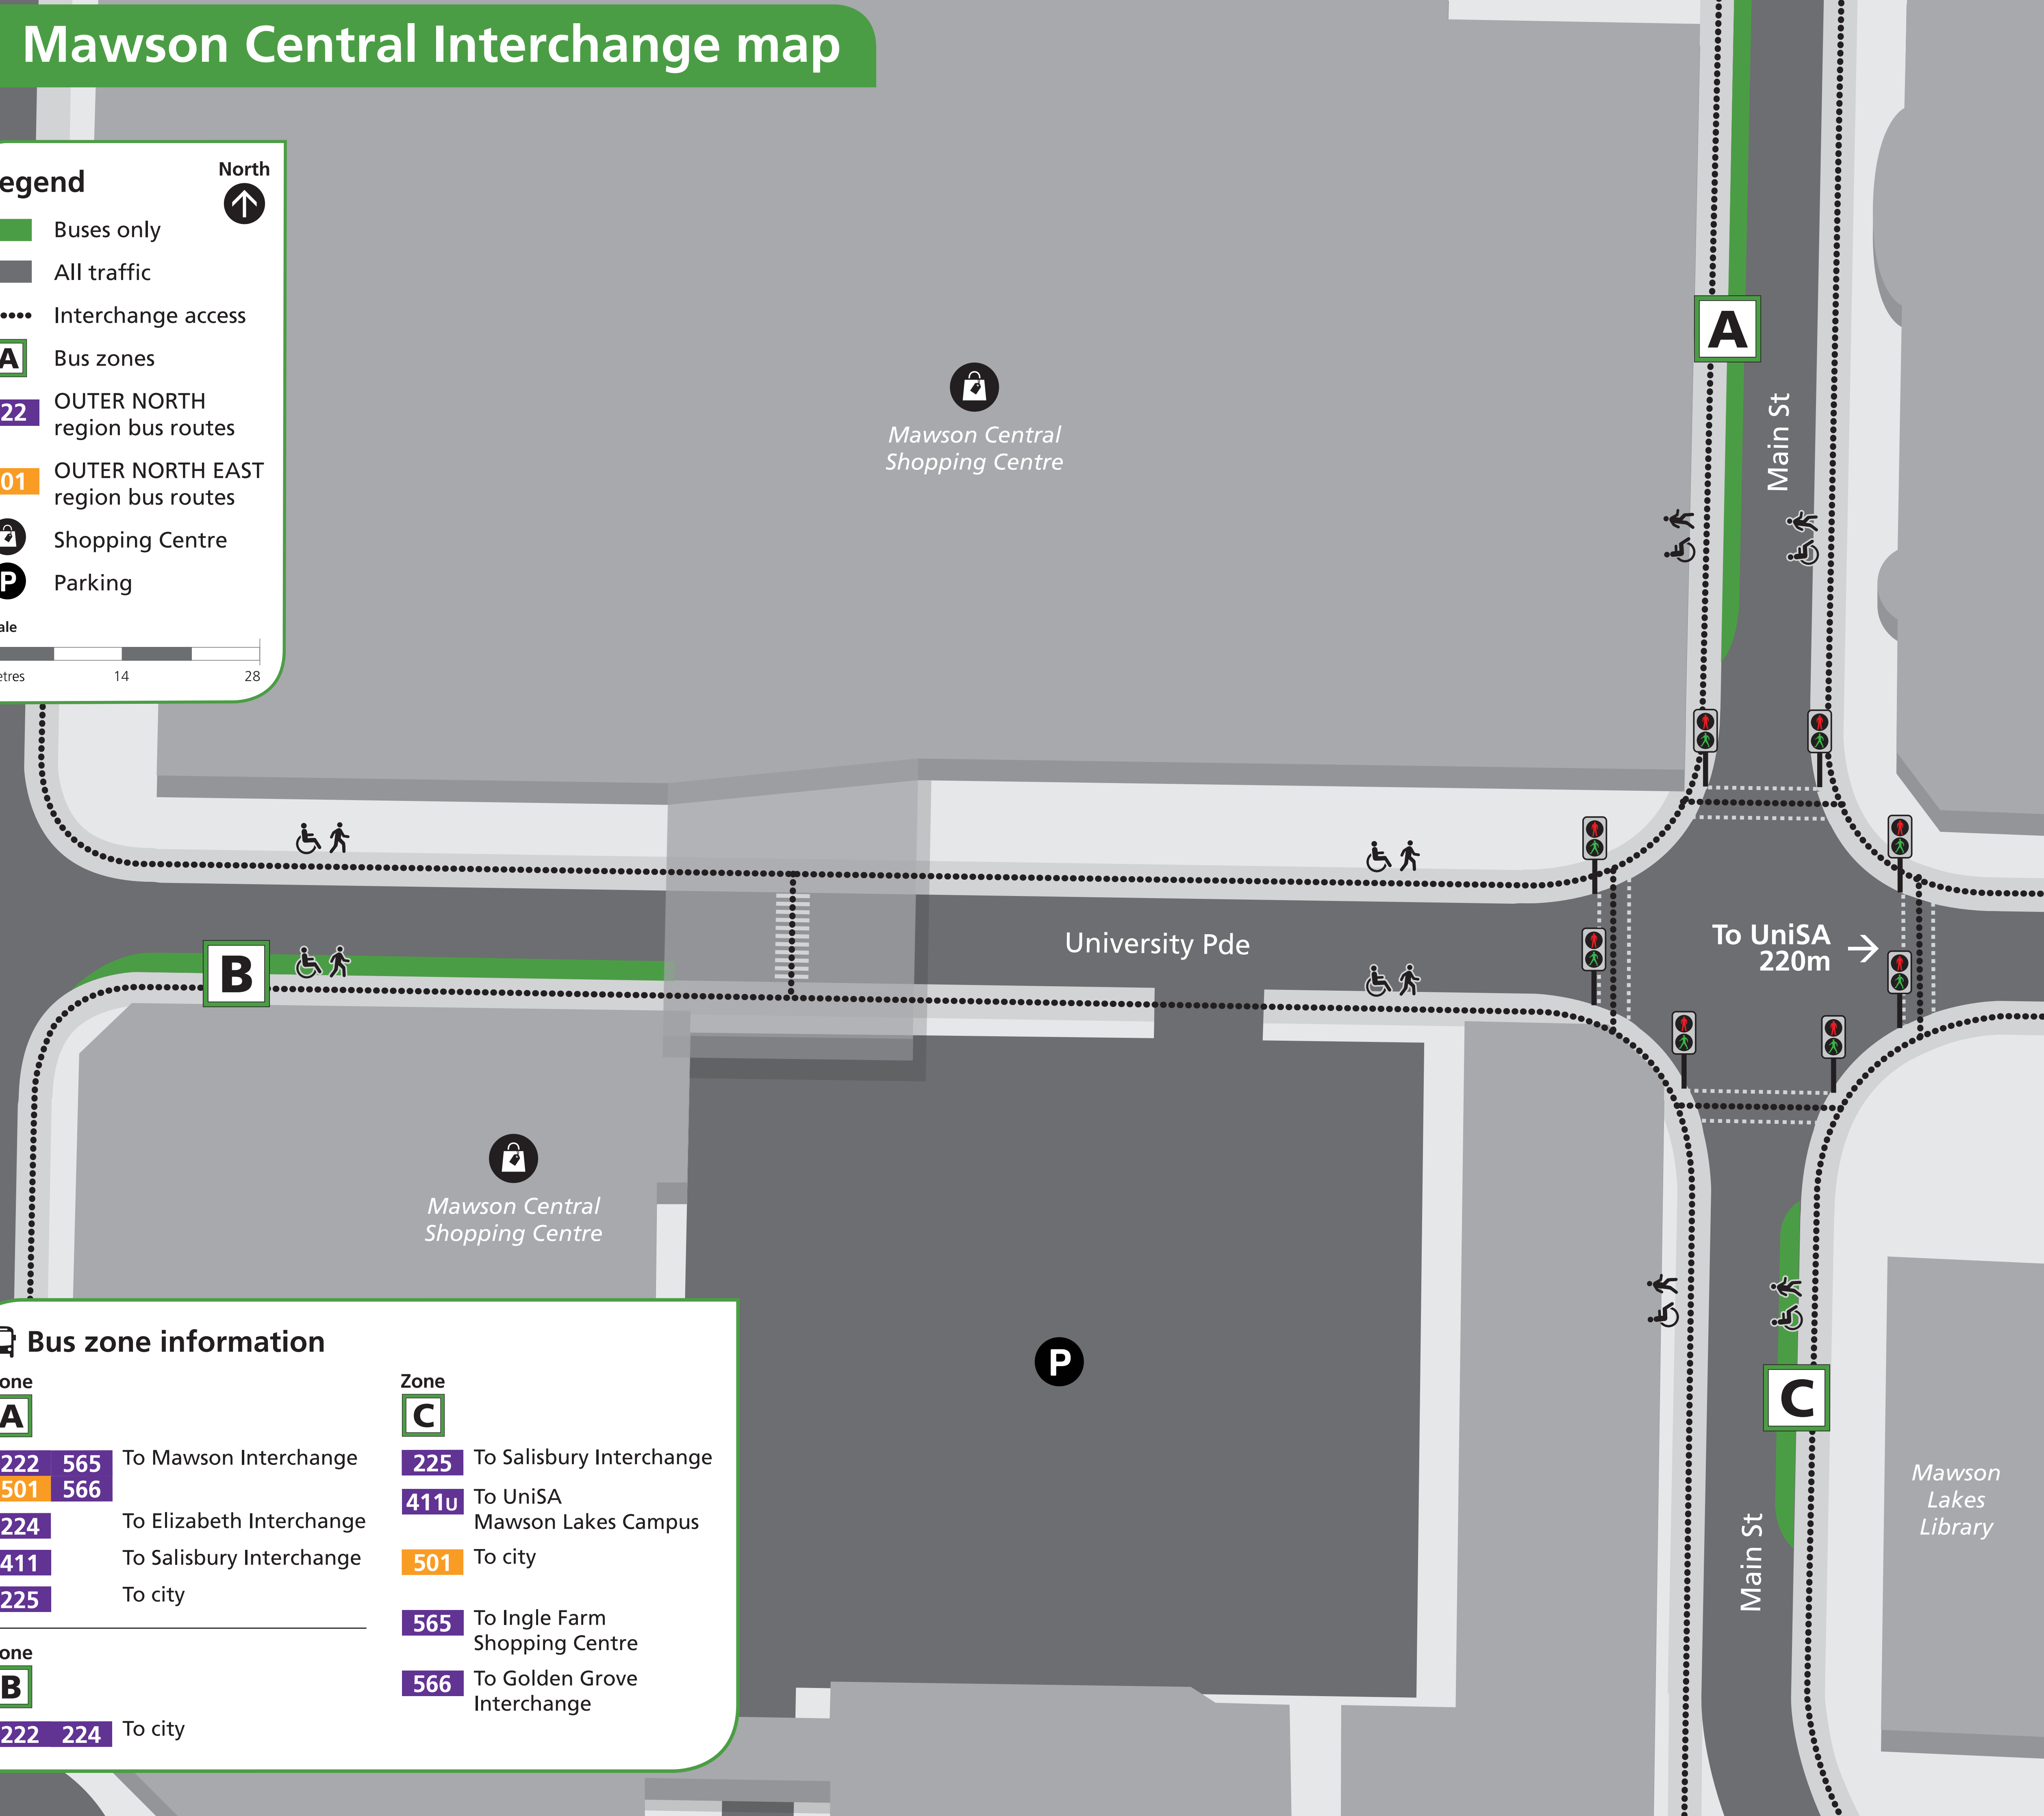 Mawson Central Interchange map
egend
North
Buses only
All traffic
Interchange access
A
Bus zones
22
OUTER NORTH
region bus routes
01
OUTER NORTH EAST
region bus routes
Shopping Centre
P
Parking
ale
etres
14
28
Mawson Central
Shopping Centre
A
Main St
B
University Pde
To UniSA
220m
Mawson Central
Shopping Centre
P
C
Main St
Mawson
Lakes
Library
Bus zone information
one
A
222 565 To Mawson Interchange
501 566
224 To Elizabeth Interchange
411 To Salisbury Interchange
225 To city
one
B
222 224 To city
Zone
C
225 To Salisbury Interchange
411U To UniSA
Mawson Lakes Campus
501 To city
565 To Ingle Farm
Shopping Centre
566 To Golden Grove
Interchange